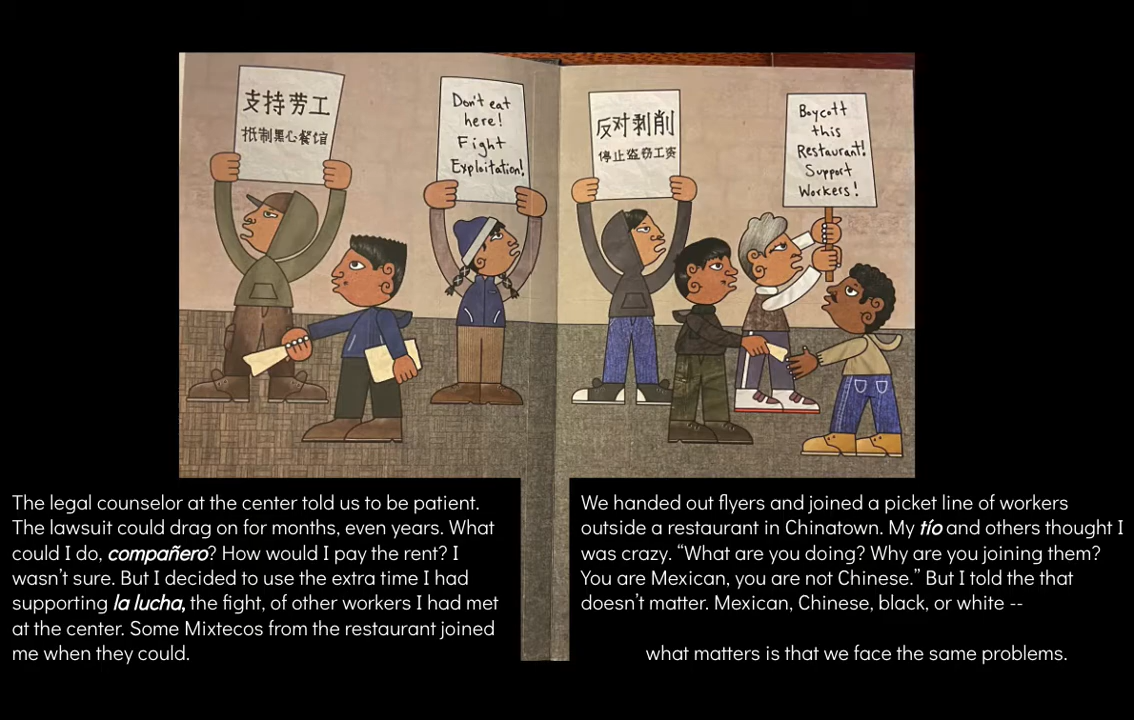 支持劳工
抵制黑心餐馆
Don't eat
here!
Fight
Exploitation!
反对剥削
停止盗窃工资
Boycott
this
Restaurant!
Support
Workers!
The legal counselor at the center told us to be patient.
The lawsuit could drag on for months, even years. What
could I do, compañero? How would I pay the rent? I
wasn't sure. But I decided to use the extra time I had
supporting la lucha, the fight, of other workers I had met
at the center. Some Mixtecos from the restaurant joined
me when they could.
We handed out flyers and joined a picket line of workers
outside a restaurant in Chinatown. My tío and others thought I
was crazy. “What are you doing? Why are you joining them?
You are Mexican, you are not Chinese.” But I told the that
doesn't matter. Mexican, Chinese, black, or white --
what matters is that we face the same problems.